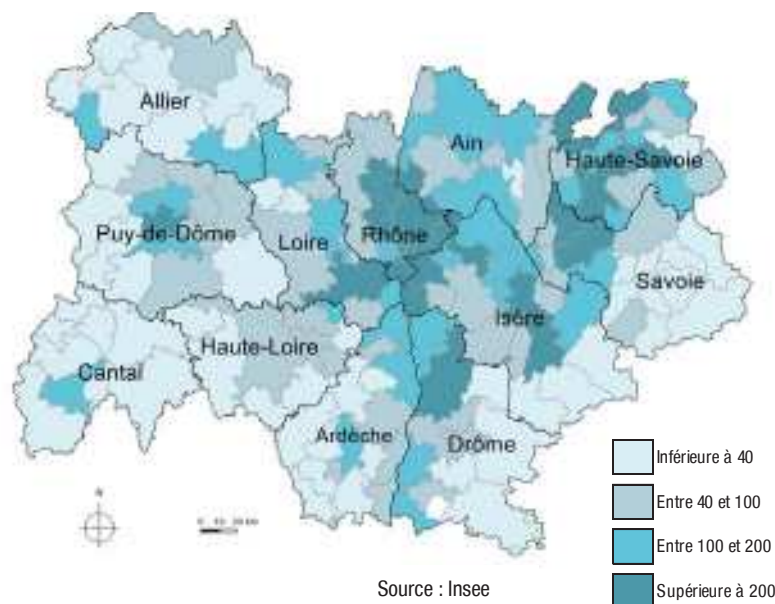 Allier
Ain
Haute-Savoie
Puy-de-Dôme
Loire
Rhône
Savoie
Isère
Haute-Loire
Cantal
Ardèche
Drôme
Inférieure à 40
Entre 40 et 100
Entre 100 et 200
Supérieure à 200
N
Source : Insee